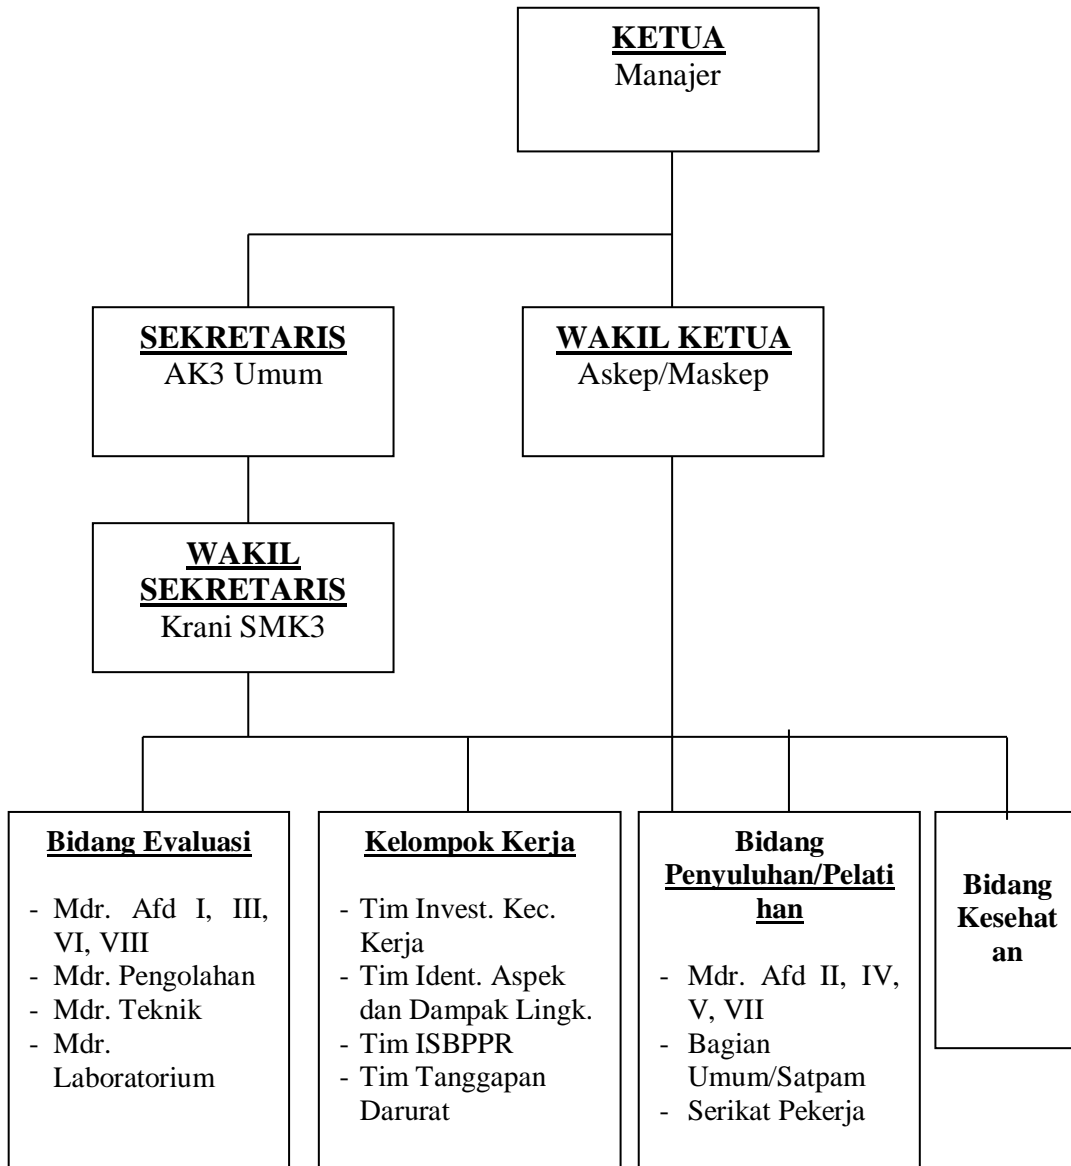 KETUA
Manajer
SEKRETARIS
AK3 Umum
WAKIL KETUA
Askep/Maskep
WAKIL
SEKRETARIS
Krani SMK3
Bidang Evaluasi
- Mdr. Afd I, III,
VI, VIII
- Mdr. Pengolahan
- Mdr. Teknik
- Mdr.
Laboratorium
Kelompok Kerja
- Tim Invest. Kec.
Kerja
- Tim Ident. Aspek
dan Dampak Lingk.
- Tim ISBPPR
- Tim Tanggapan
Darurat
Bidang
Penyuluhan/Pelati
han
- Mdr. Afd II, IV,
V, VII
- Bagian
Umum/Satpam
- Serikat Pekerja
Bidang
Kesehat
an